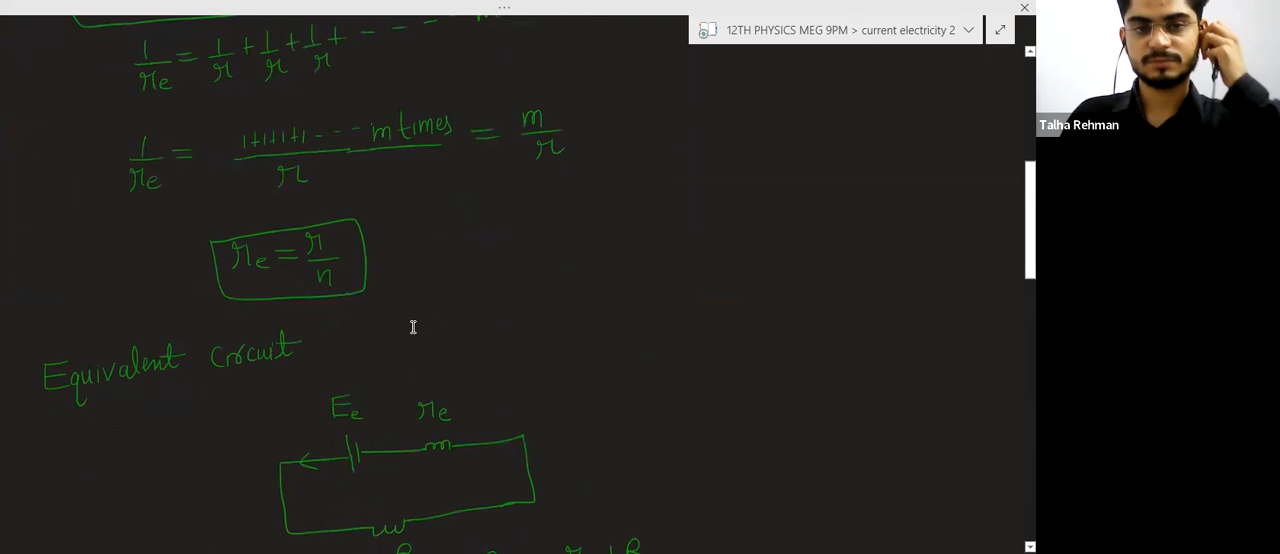 12TH PHYSICS MEG 9PM > current electricity 2
1/re = 1/r + 1/r + 1/r + - - -
Talha Rehman
1/re = 1+1+1+1 - - - - m times / r = m/r
re = r/n
Equivalent Circuit
Ee re
R r + R